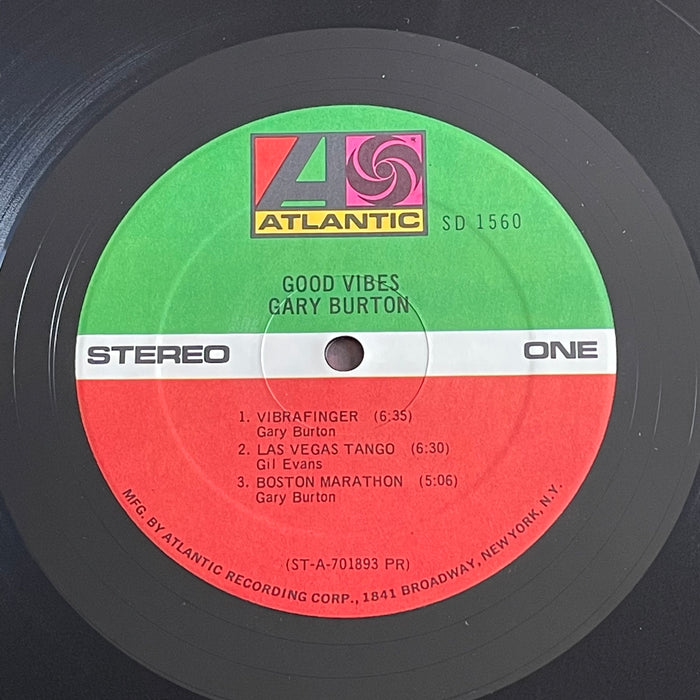 ATLANTIC
SD 1560
GOOD VIBES
GARY BURTON
STEREO
ONE
1. VIBRAFINGER (6:35)
Gary Burton
2. LAS VEGAS TANGO (6:30)
Gil Evans
3. BOSTON MARATHON (5:06)
Gary Burton
(ST-A-701893 PR)
MFG. BY ATLANTIC RECORDING CORP., 1841 BROADWAY, NEW YORK, N.Y.